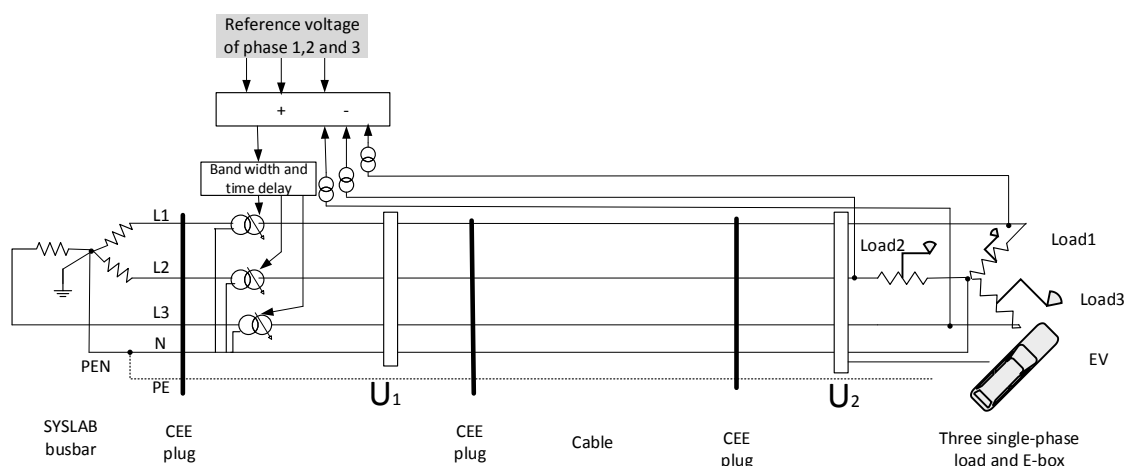 Reference voltage
of phase 1,2 and 3
+ -
Band width and
time delay
L1
L2
L3
N
PEN
PE
Load2
Load1
Load3
EV
U1
U2
SYSLAB
busbar
CEE
plug
CEE
plug
Cable
CEE
plug
Three single-phase
load and E-box